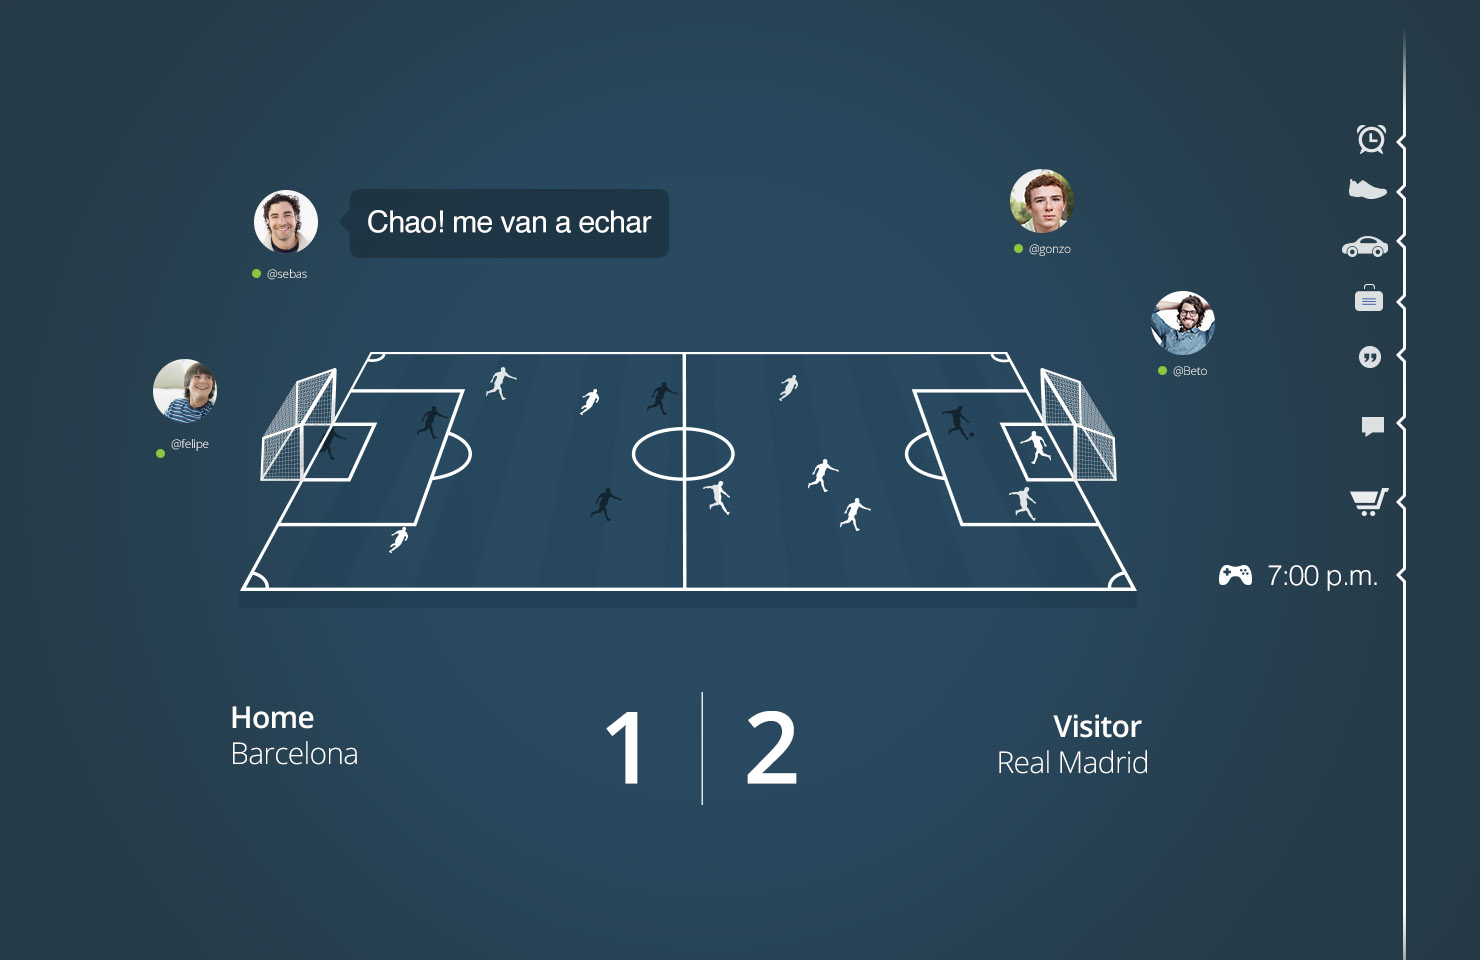 Chao! me van a echar
@sebas
@gonzo
@Beto
@felipe
7:00 p.m.
Home
Barcelona
1
2
Visitor
Real Madrid